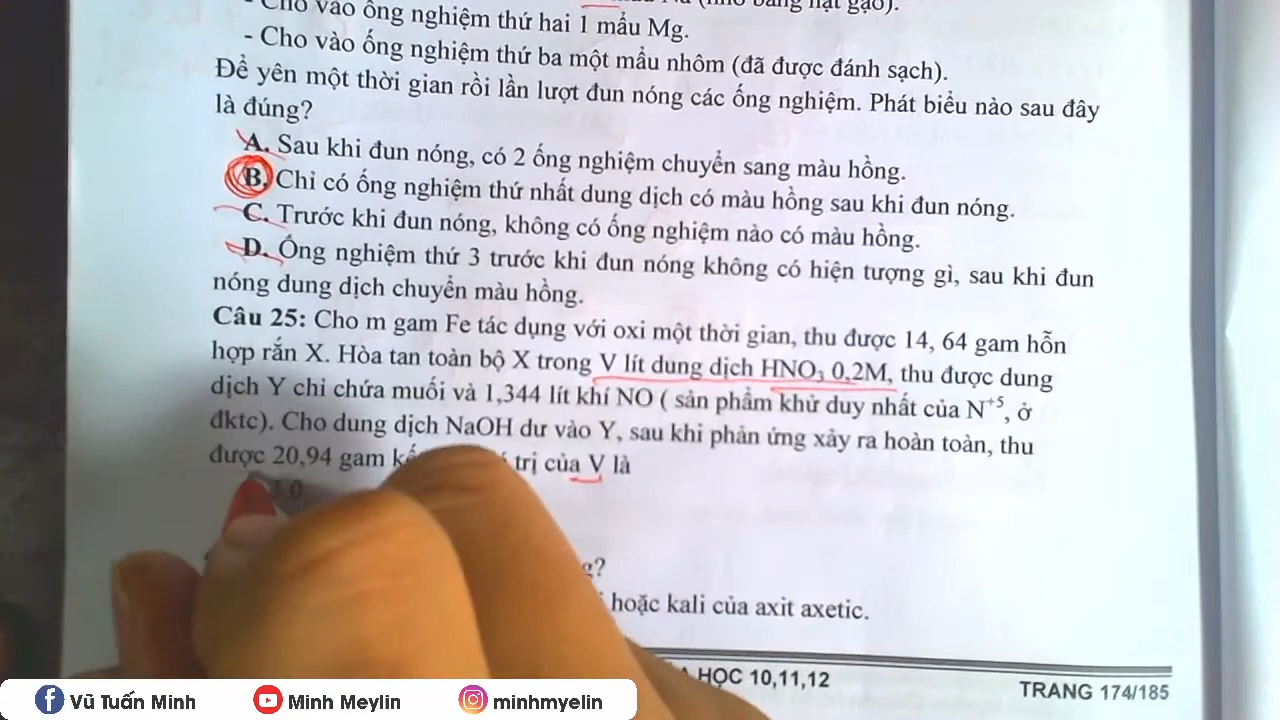 - Cho vào ống nghiệm thứ hai 1 mẩu Mg.
- Cho vào ống nghiệm thứ ba một mẩu nhôm (đã được đánh sạch).
Để yên một thời gian rồi lần lượt đun nóng các ống nghiệm. Phát biểu nào sau đây
là đúng?
A. Sau khi đun nóng, có 2 ống nghiệm chuyển sang màu hồng.
B. Chỉ có ống nghiệm thứ nhất dung dịch có màu hồng sau khi đun nóng.
C. Trước khi đun nóng, không có ống nghiệm nào có màu hồng.
D. Ống nghiệm thứ 3 trước khi đun nóng không có hiện tượng gì, sau khi đun
nóng dung dịch chuyển màu hồng.
Câu 25: Cho m gam Fe tác dụng với oxi một thời gian, thu được 14, 64 gam hỗn
hợp rắn X. Hòa tan toàn bộ X trong V lít dung dịch HNO₃ 0,2M, thu được dung
dịch Y chỉ chứa muối và 1,344 lít khí NO ( sản phẩm khử duy nhất của N⁺⁵, ở
đktc). Cho dung dịch NaOH dư vào Y, sau khi phản ứng xảy ra hoàn toàn, thu
được 20,94 gam trị của V là
hoặc kali của axit axetic.
HỌC 10,11,12
TRANG 174/185
Vũ Tuấn Minh
Minh Meylin
minhmyelin